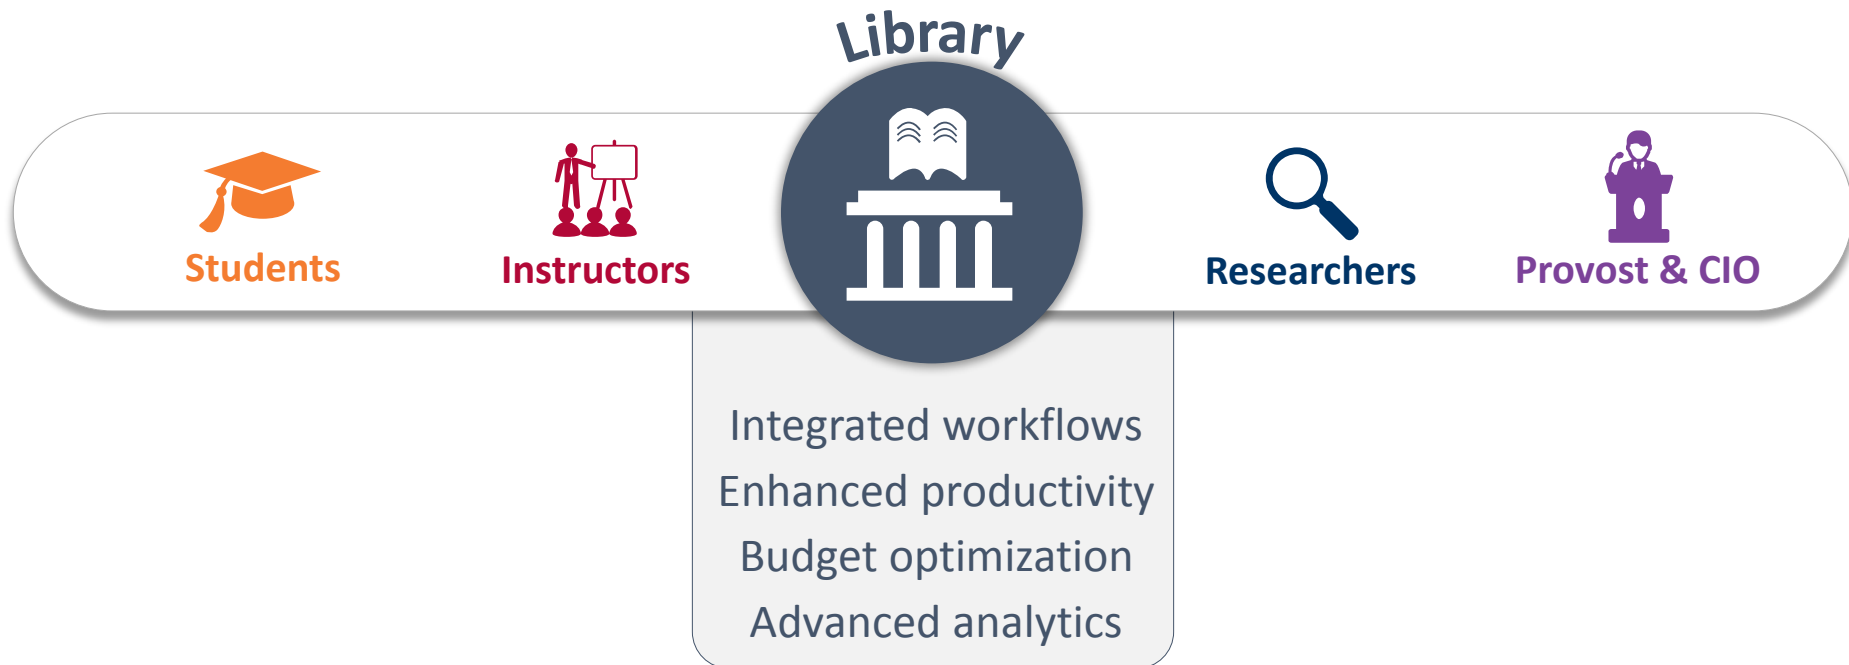 Library
Students
Instructors
Researchers
Provost & CIO
Integrated workflows
Enhanced productivity
Budget optimization
Advanced analytics